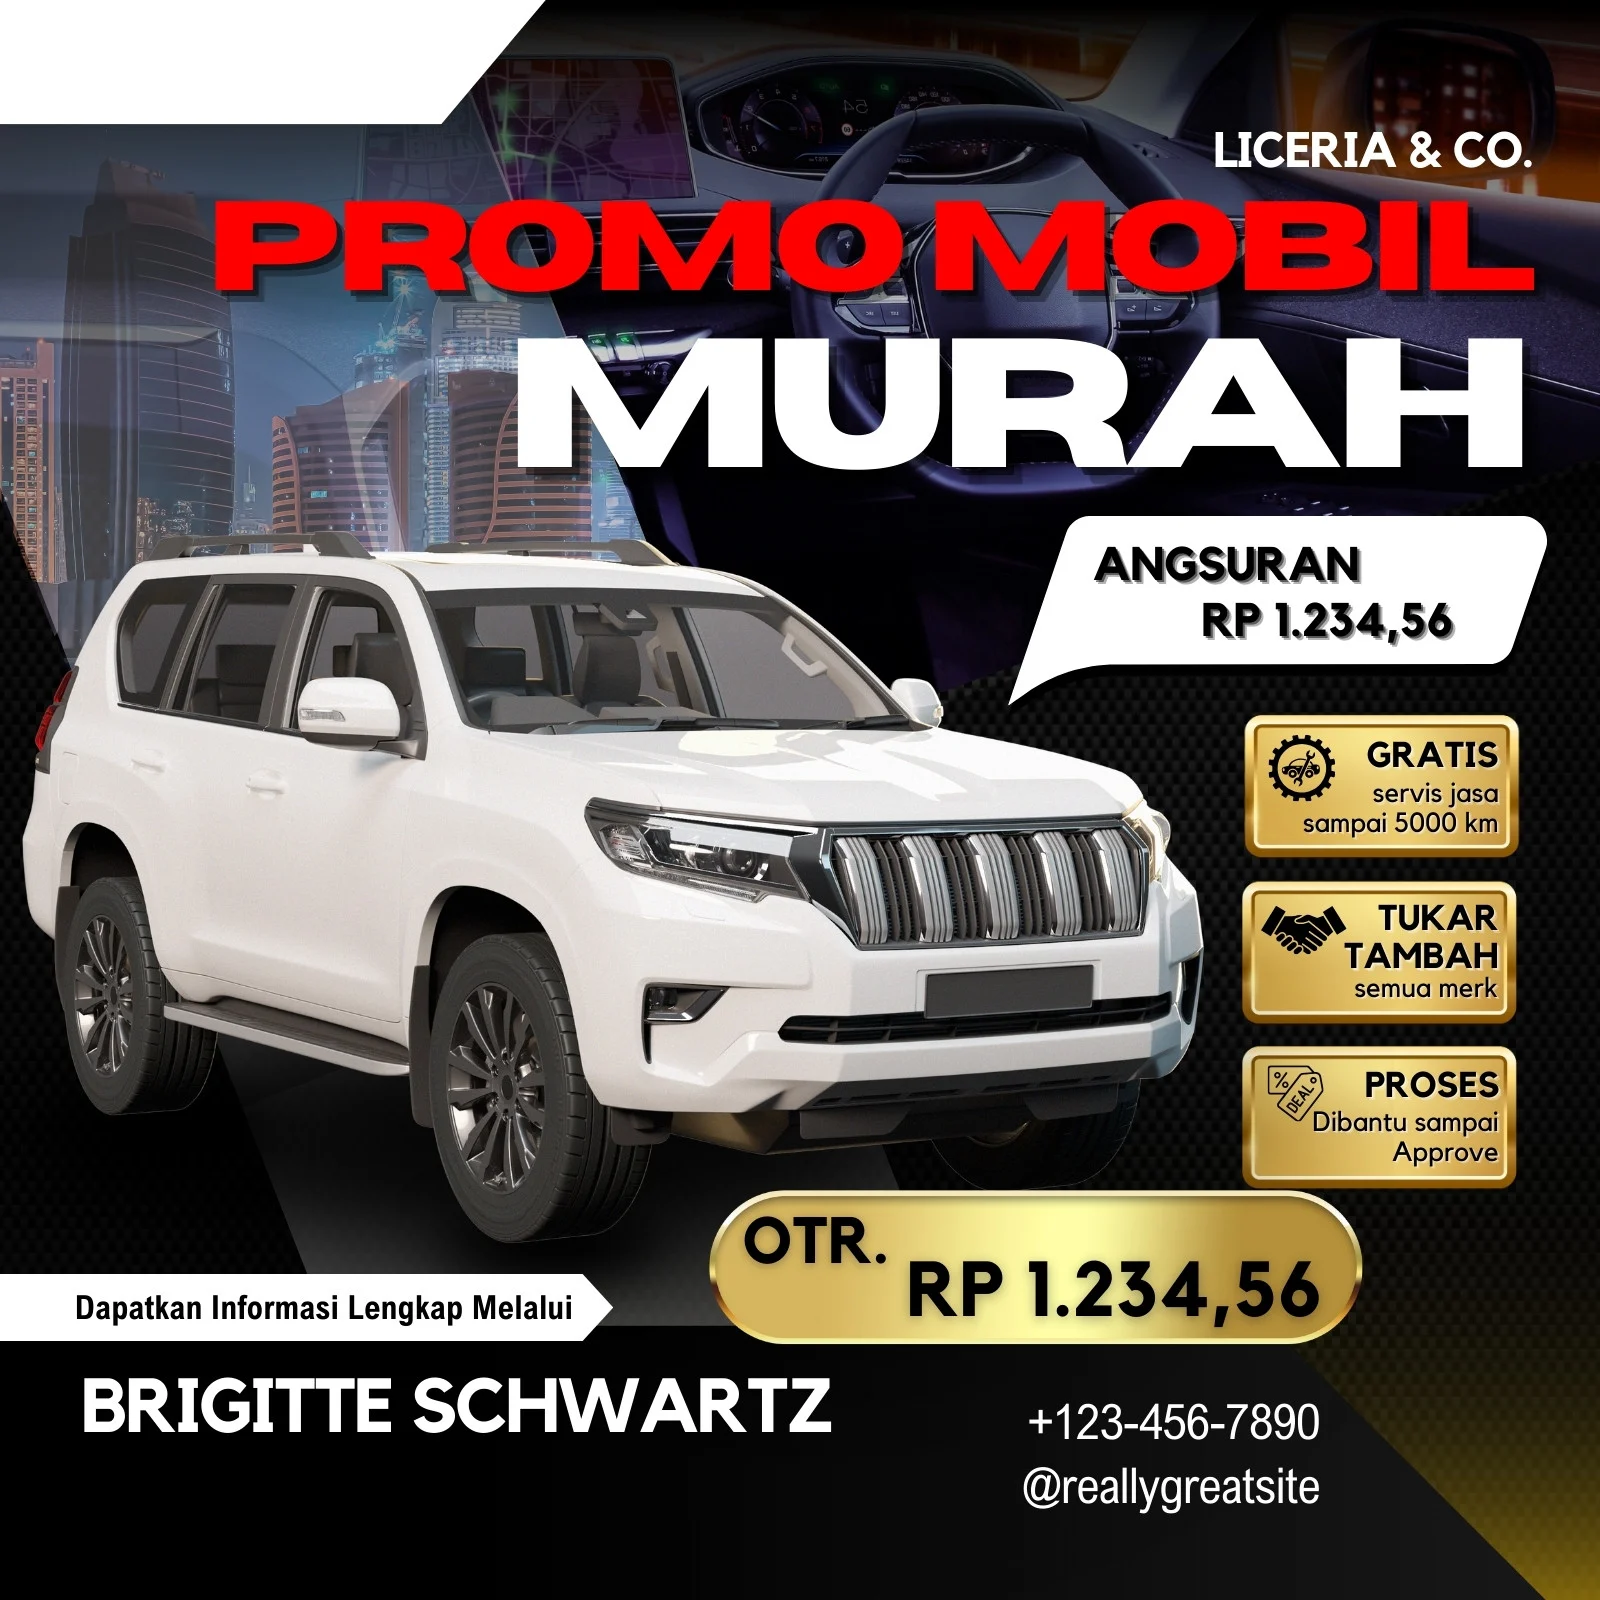 LICERIA & CO.
PROMO MOBIL
MURAH
ANGSURAN
RP 1.234,56
GRATIS
servis jasa
sampai 5000 km
TUKAR
TAMBAH
semua merk
DEAL
PROSES
Dibantu sampai
Approve
OTR.
RP 1.234,56
Dapatkan Informasi Lengkap Melalui
BRIGITTE SCHWARTZ
+123-456-7890
@reallygreatsite